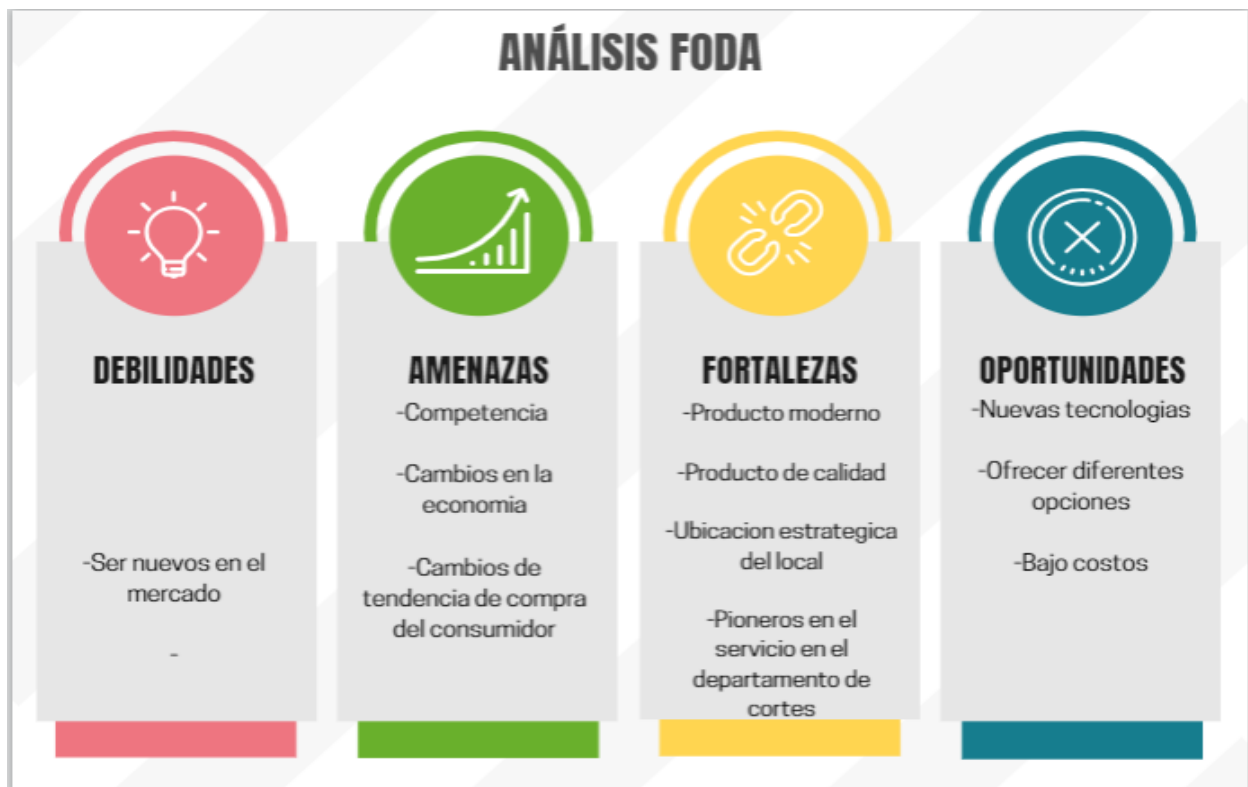 ANÁLISIS FODA
DEBILIDADES
-Ser nuevos en el
mercado
-
AMENAZAS
-Competencia
-Cambios en la
economia
-Cambios de
tendencia de compra
del consumidor
FORTALEZAS
-Producto moderno
-Producto de calidad
-Ubicacion estrategica
del local
-Pioneros en el
servicio en el
departamento de
cortes
OPORTUNIDADES
-Nuevas tecnologias
-Ofrecer diferentes
opciones
-Bajo costos